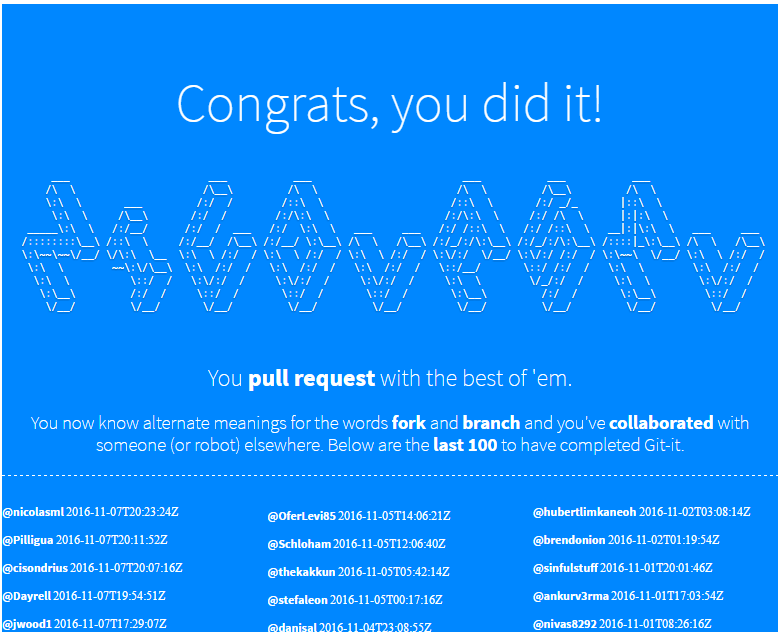 Congrats, you did it!
You pull request with the best of 'em.
You now know alternate meanings for the words fork and branch and you've collaborated with
someone (or robot) elsewhere. Below are the last 100 to have completed Git-it.
@nicolasml 2016-11-07T20:23:24Z
@Pilligua 2016-11-07T20:11:52Z
@cisondrius 2016-11-07T20:07:16Z
@Dayrell 2016-11-07T19:54:51Z
@jwood1 2016-11-07T17:29:07Z
@OferLevi85 2016-11-05T14:06:21Z
@Schloham 2016-11-05T12:06:40Z
@thekakkun 2016-11-05T05:42:14Z
@stefaleon 2016-11-05T00:17:16Z
@danisal 2016-11-04T23:08:55Z
@hubertlimkaneoh 2016-11-02T03:08:14Z
@brendonion 2016-11-02T01:19:54Z
@sinfulstuff 2016-11-01T20:01:46Z
@ankurv3rma 2016-11-01T17:03:54Z
@nivas8292 2016-11-01T08:26:16Z